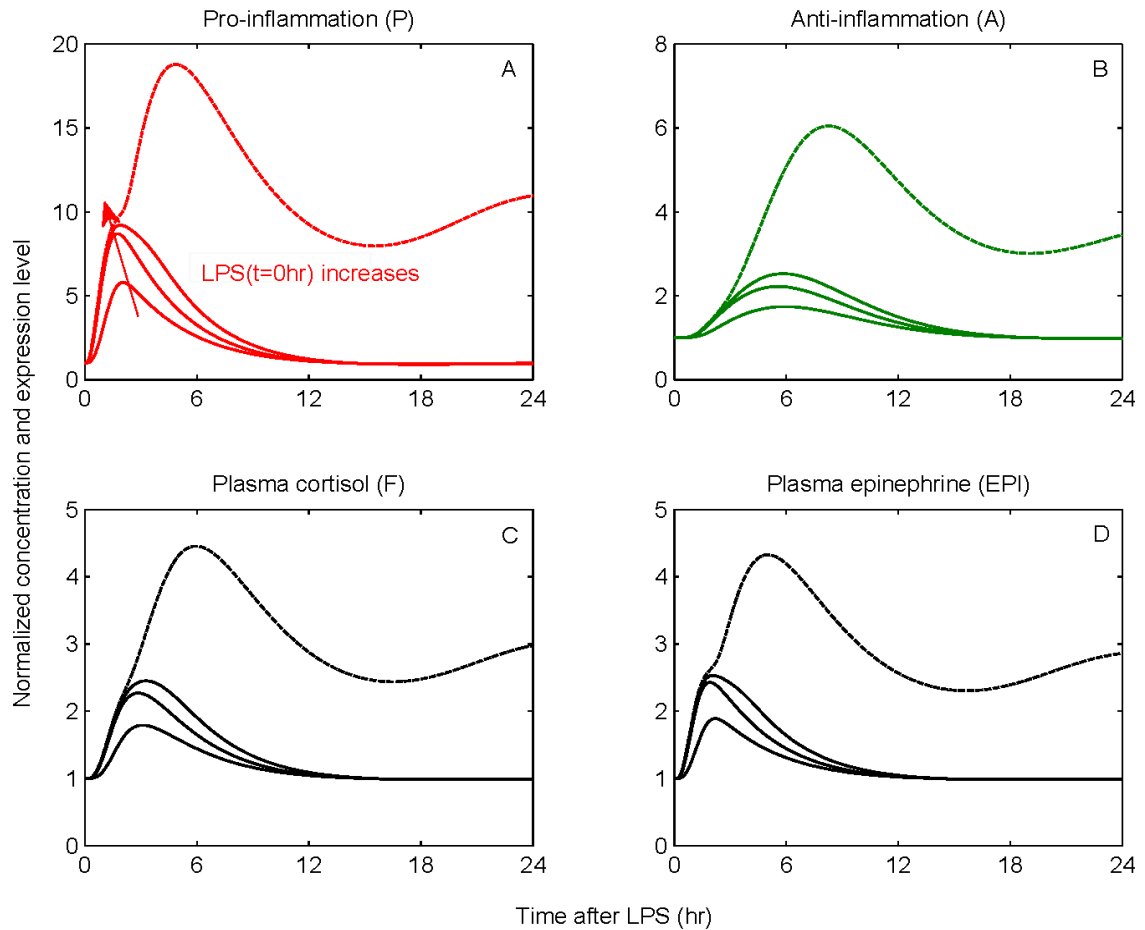 Pro-inflammation (P)
Anti-inflammation (A)
20
15
10
5
0
A
LPS(t=0hr) increases
0 6 12 18 24
8
6
4
2
0
B
0 6 12 18 24
Normalized concentration and expression level
Plasma cortisol (F)
Plasma epinephrine (EPI)
5
4
3
2
1
0
C
0 6 12 18 24
5
4
3
2
1
0
D
0 6 12 18 24
Time after LPS (hr)